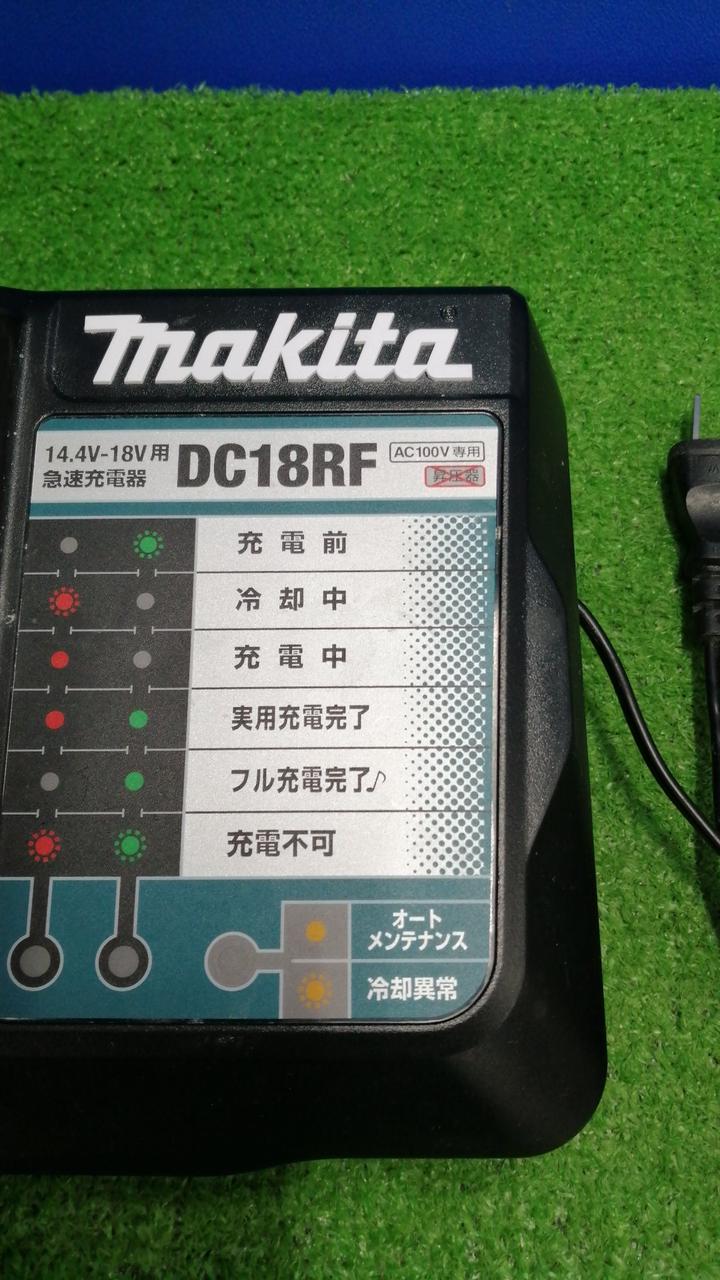 makita
14.4V-18V用
急速充電器
DC18RF
AC100V専用
昇圧器
充電前
冷却中
充電中
実用充電完了
フル充電完了♪
充電不可
オート
メンテナンス
冷却異常